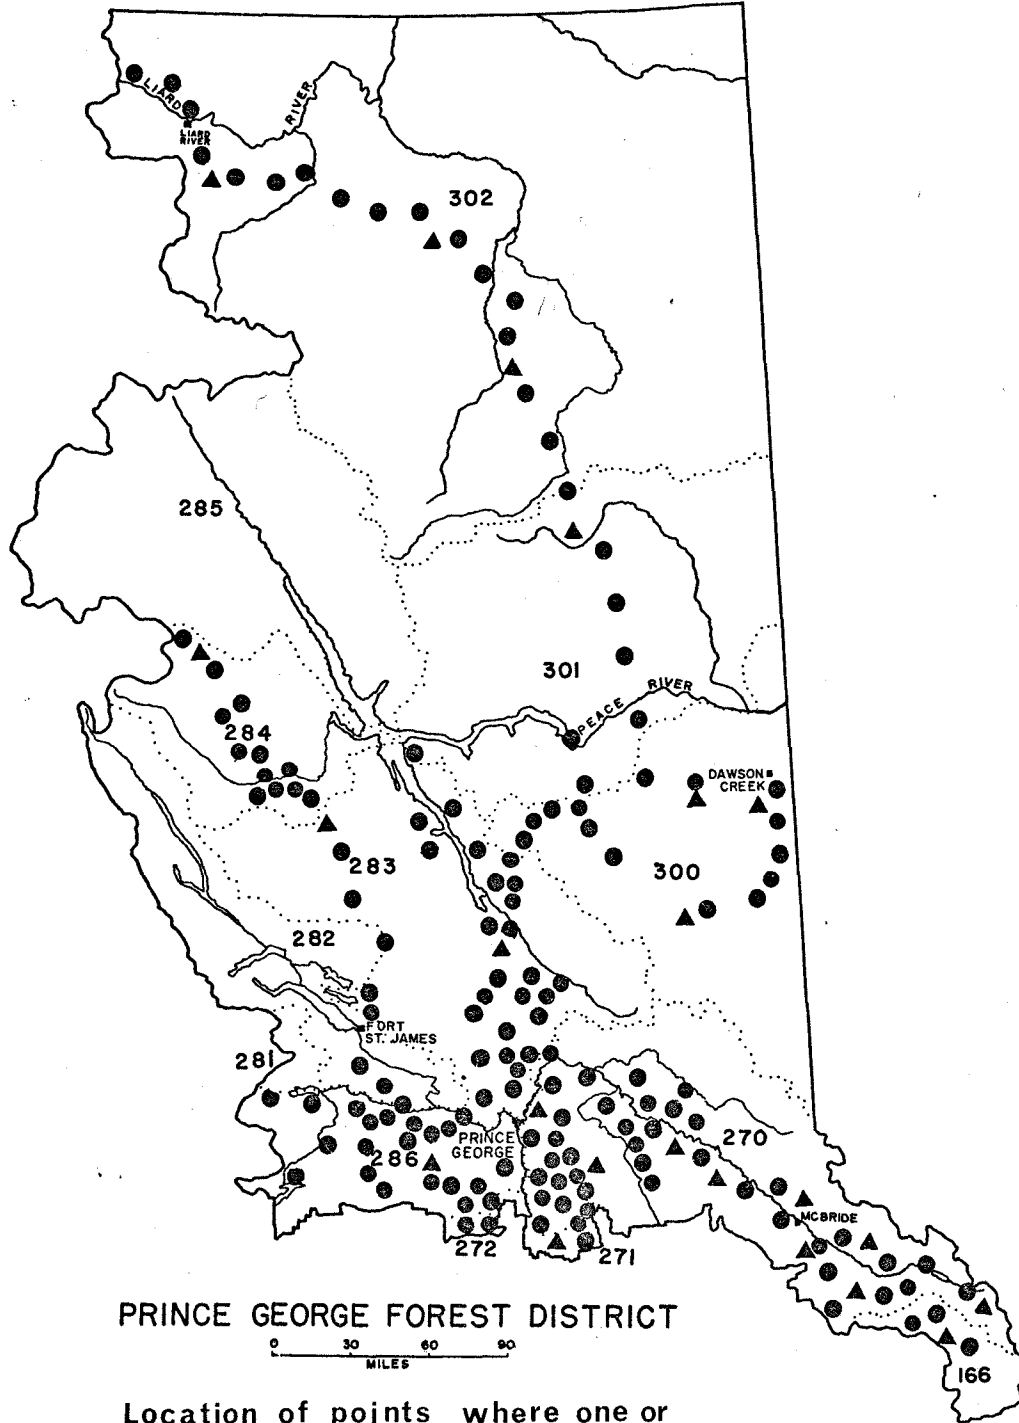 LIARD
RIVER
LIARD
RIVER
302
285
301
PEACE RIVER
284
DAWSON
CREEK
283
300
282
FORT
ST. JAMES
281
270
PRINCE
GEORGE
286
MCBRIDE
272
271
PRINCE GEORGE FOREST DISTRICT
0 30 60 90
MILES
166
Location of points where one or